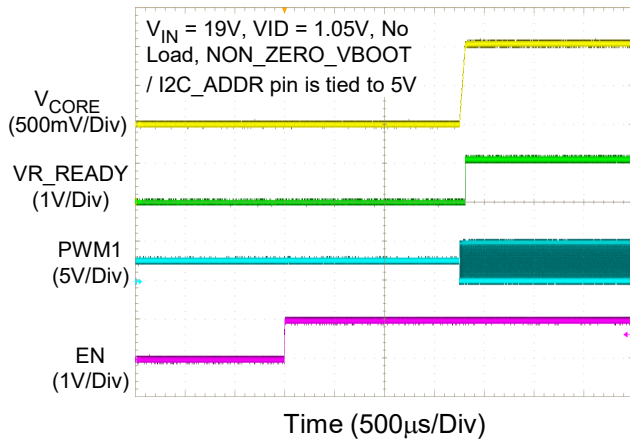 V_IN = 19V, VID = 1.05V, No
Load, NON_ZERO_VBOOT
/ I2C_ADDR pin is tied to 5V
V_CORE
(500mV/Div)
VR_READY
(1V/Div)
PWM1
(5V/Div)
EN
(1V/Div)
Time (500μs/Div)